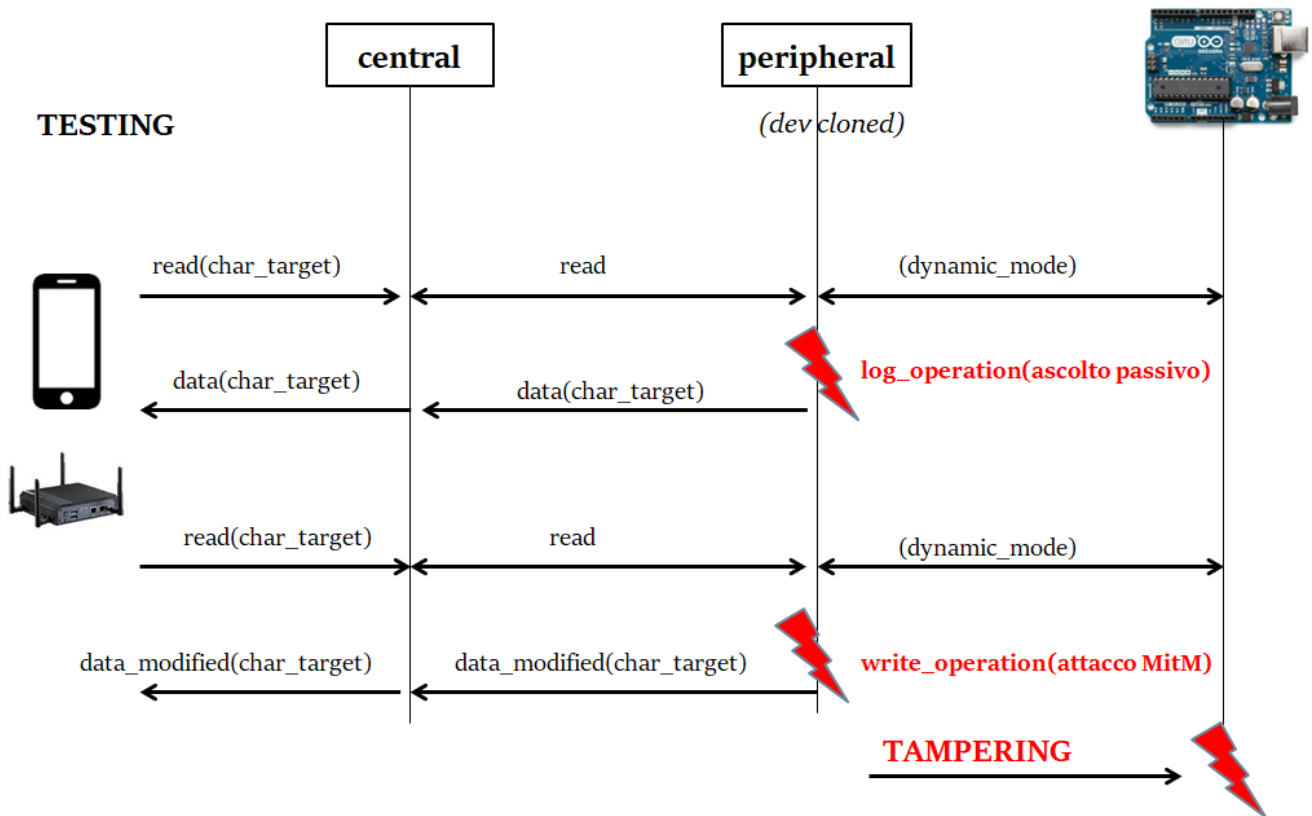 central
peripheral
TESTING
(dev cloned)
read(char_target)
read
(dynamic_mode)
data(char_target)
data(char_target)
log_operation(ascolto passivo)
read(char_target)
read
(dynamic_mode)
data_modified(char_target)
data_modified(char_target)
write_operation(attacco MitM)
TAMPERING